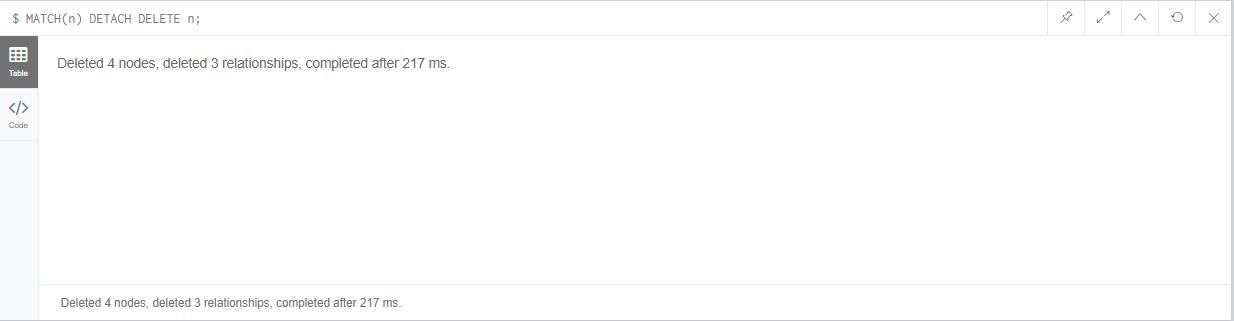 $ MATCH(n) DETACH DELETE n;
Table
Deleted 4 nodes, deleted 3 relationships, completed after 217 ms.
</> Code
Deleted 4 nodes, deleted 3 relationships, completed after 217 ms.